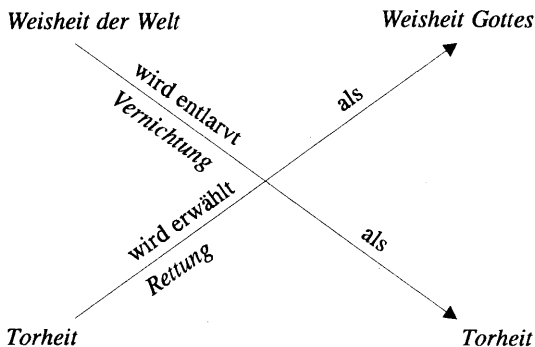 Weisheit der Welt
Weisheit Gottes
wird entlarvt
als
Vernichtung
wird erwählt
als
Rettung
Torheit
Torheit